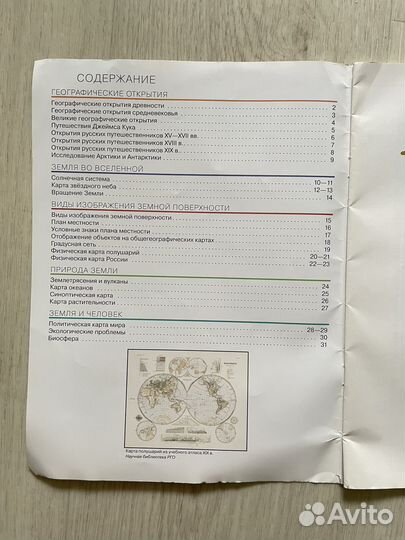 СОДЕРЖАНИЕ
ГЕОГРАФИЧЕСКИЕ ОТКРЫТИЯ
Географические открытия древности 2
Географические открытия средневековья 3
Великие географические открытия 4
Путешествия Джеймса Кука 5
Открытия русских путешественников XV—XVII вв. 6
Открытия русских путешественников XVIII в. 7
Открытия русских путешественников XIX в. 8
Исследование Арктики и Антарктики 9
ЗЕМЛЯ ВО ВСЕЛЕННОЙ
Солнечная система 10—11
Карта звёздного неба 12—13
Вращение Земли 14
ВИДЫ ИЗОБРАЖЕНИЯ ЗЕМНОЙ ПОВЕРХНОСТИ
Виды изображения земной поверхности 15
План местности 16
Условные знаки плана местности 17
Отображение объектов на общегеографических картах 18
Градусная сеть 19
Физическая карта полушарий 20—21
Физическая карта России 22—23
ПРИРОДА ЗЕМЛИ
Землетрясения и вулканы 24
Карта океанов 25
Синоптическая карта 26
Карта растительности 27
ЗЕМЛЯ И ЧЕЛОВЕК
Политическая карта мира 28—29
Экологические проблемы 30
Биосфера 31
Карта полушарий из учебного атласа XIX в.
Научная библиотека РГО
Avito